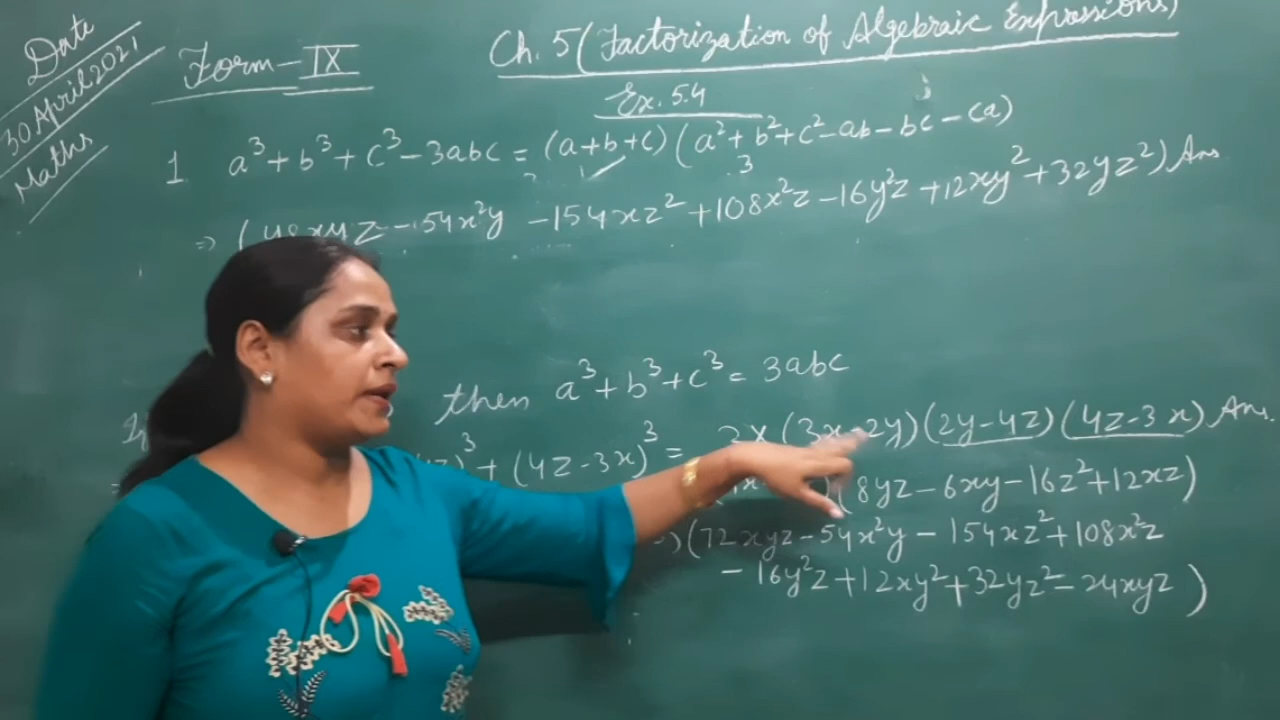 Date
30 April 2021
Maths
Form-IX
Ch. 5 (Factorization of Algebraic Expressions)
Ex. 5.4
1 a³ + b³ + c³ - 3abc = (a+b+c) (a² + b² + c² - ab - bc - ca)
3
⇒ (48xyz - 54x²y - 154xz² + 108x²z - 16y²z + 12xy² + 32yz²) Ans
then a³ + b³ + c³ = 3abc
)³ + (4z - 3x)³ = (3x - 2y) (2y - 4z) (4z - 3x) Ans.
(8yz - 6xy - 16z² + 12xz)
(72xyz - 54x²y - 154xz² + 108x²z
- 16y²z + 12xy² + 32yz² - 24xyz)